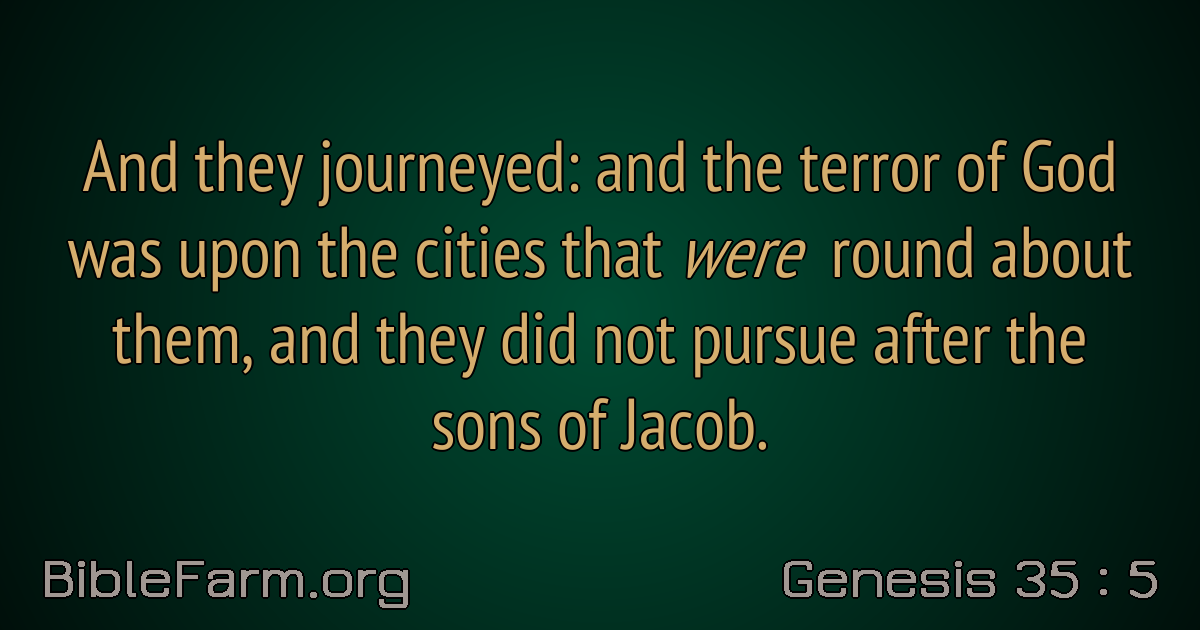 And they journeyed: and the terror of God
was upon the cities that were round about
them, and they did not pursue after the
sons of Jacob.
BibleFarm.org
Genesis 35 : 5